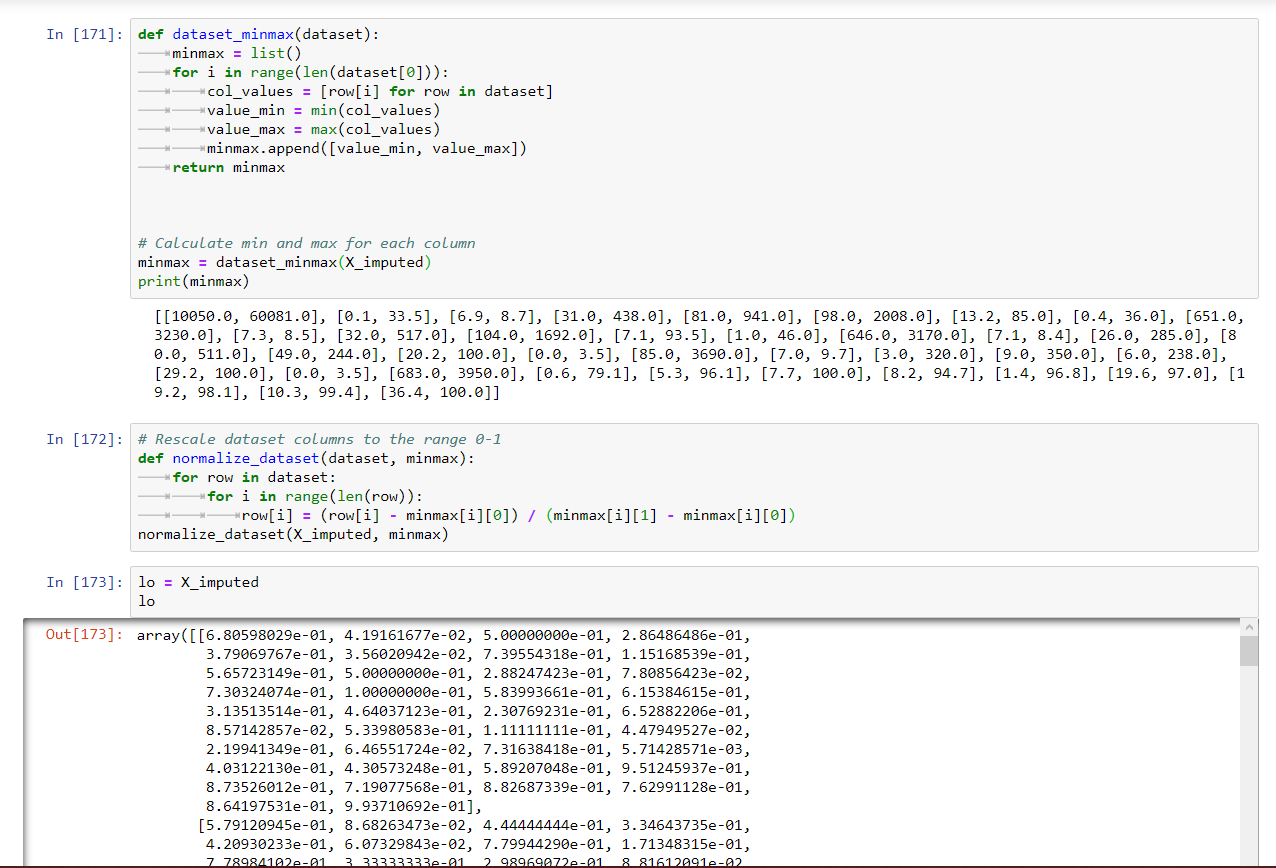 In [171]: def dataset_minmax(dataset):
minmax = list()
for i in range(len(dataset[0])):
col_values = [row[i] for row in dataset]
value_min = min(col_values)
value_max = max(col_values)
minmax.append([value_min, value_max])
return minmax
# Calculate min and max for each column
minmax = dataset_minmax(X_imputed)
print(minmax)
[[10050.0, 60081.0], [0.1, 33.5], [6.9, 8.7], [31.0, 438.0], [81.0, 941.0], [98.0, 2008.0], [13.2, 85.0], [0.4, 36.0], [651.0,
3230.0], [7.3, 8.5], [32.0, 517.0], [104.0, 1692.0], [7.1, 93.5], [1.0, 46.0], [646.0, 3170.0], [7.1, 8.4], [26.0, 285.0], [8
0.0, 511.0], [49.0, 244.0], [20.2, 100.0], [0.0, 3.5], [85.0, 3690.0], [7.0, 9.7], [3.0, 320.0], [9.0, 350.0], [6.0, 238.0],
[29.2, 100.0], [0.0, 3.5], [683.0, 3950.0], [0.6, 79.1], [5.3, 96.1], [7.7, 100.0], [8.2, 94.7], [1.4, 96.8], [19.6, 97.0], [1
9.2, 98.1], [10.3, 99.4], [36.4, 100.0]]
In [172]: # Rescale dataset columns to the range 0-1
def normalize_dataset(dataset, minmax):
for row in dataset:
for i in range(len(row)):
row[i] = (row[i] - minmax[i][0]) / (minmax[i][1] - minmax[i][0])
normalize_dataset(X_imputed, minmax)
In [173]: lo = X_imputed
lo
Out[173]: array([[6.80598029e-01, 4.19161677e-02, 5.00000000e-01, 2.86486486e-01,
3.79069767e-01, 3.56020942e-02, 7.39554318e-01, 1.15168539e-01,
5.65723149e-01, 5.00000000e-01, 2.88247423e-01, 7.80856423e-02,
7.30324074e-01, 1.00000000e-01, 5.83993661e-01, 6.15384615e-01,
3.13513514e-01, 4.64037123e-01, 2.30769231e-01, 6.52882206e-01,
8.57142857e-02, 5.33980583e-01, 1.11111111e-01, 4.47949527e-02,
2.19941349e-01, 6.46551724e-02, 7.31638418e-01, 5.71428571e-03,
4.03122130e-01, 4.30573248e-01, 5.89207048e-01, 9.51245937e-01,
8.73526012e-01, 7.19077568e-01, 8.82687339e-01, 7.62991128e-01,
8.64197531e-01, 9.93710692e-01],
[5.79120945e-01, 8.68263473e-02, 4.44444444e-01, 3.34643735e-01,
4.20930233e-01, 6.07329843e-02, 7.79944290e-01, 1.71348315e-01,
7.78984102e-01, 3.33333333e-01, 2.98969072e-01, 8.81612091e-02,